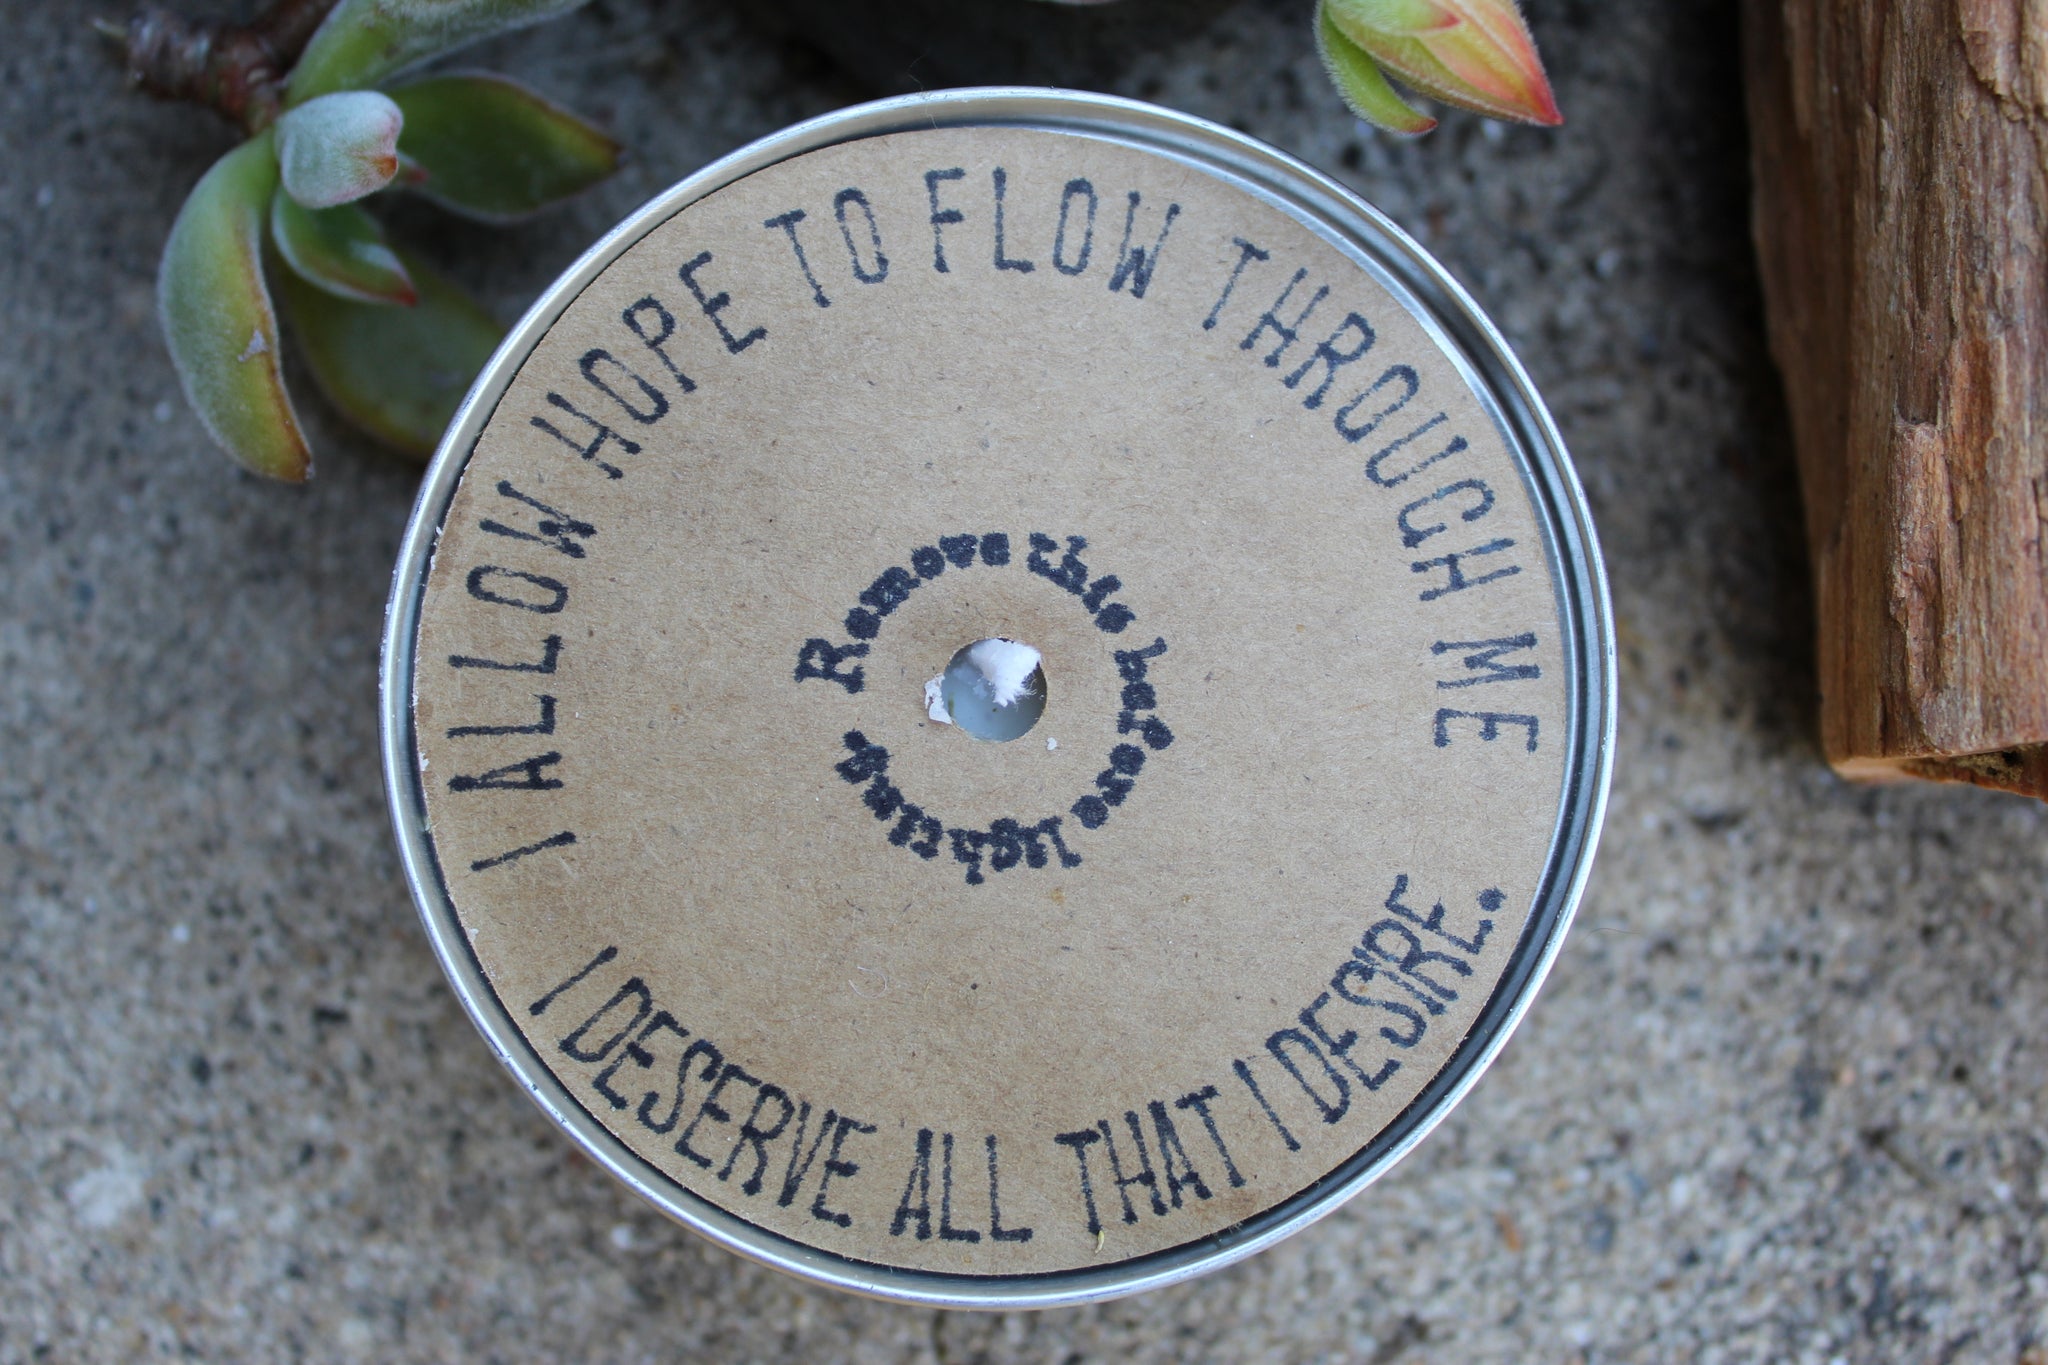 I ALLOW HOPE TO FLOW THROUGH ME
I DESERVE ALL THAT I DESIRE.
Remove this before lighting